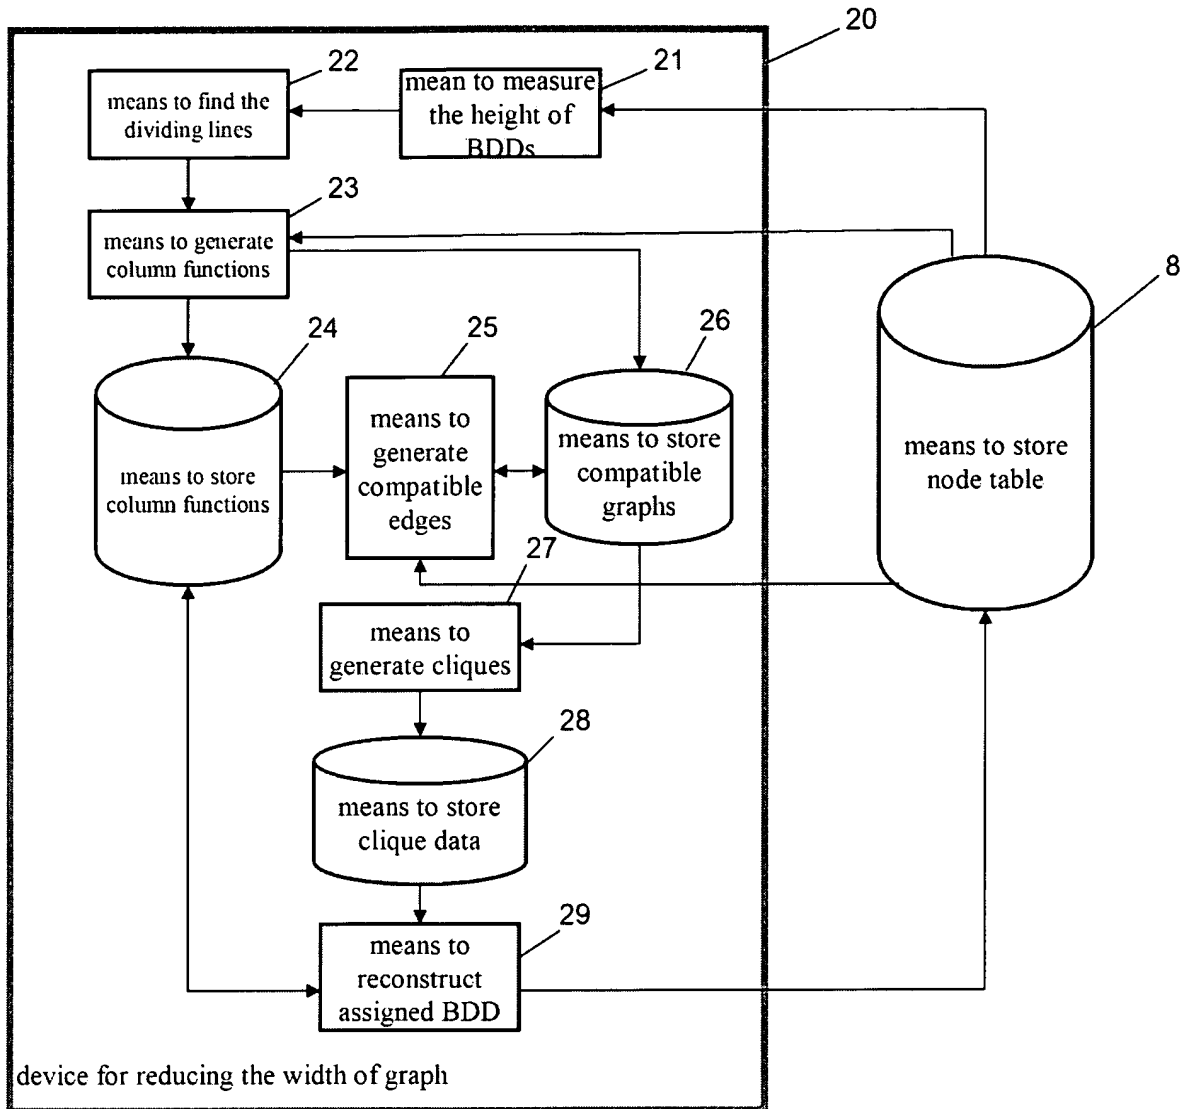 20
22
21
means to find the
dividing lines
mean to measure
the height of
BDDs
23
means to generate
column functions
8
24
25
26
means to store
column functions
means to
generate
compatible
edges
means to store
compatible
graphs
means to store
node table
27
means to
generate cliques
28
means to store
clique data
29
means to
reconstruct
assigned BDD
device for reducing the width of graph